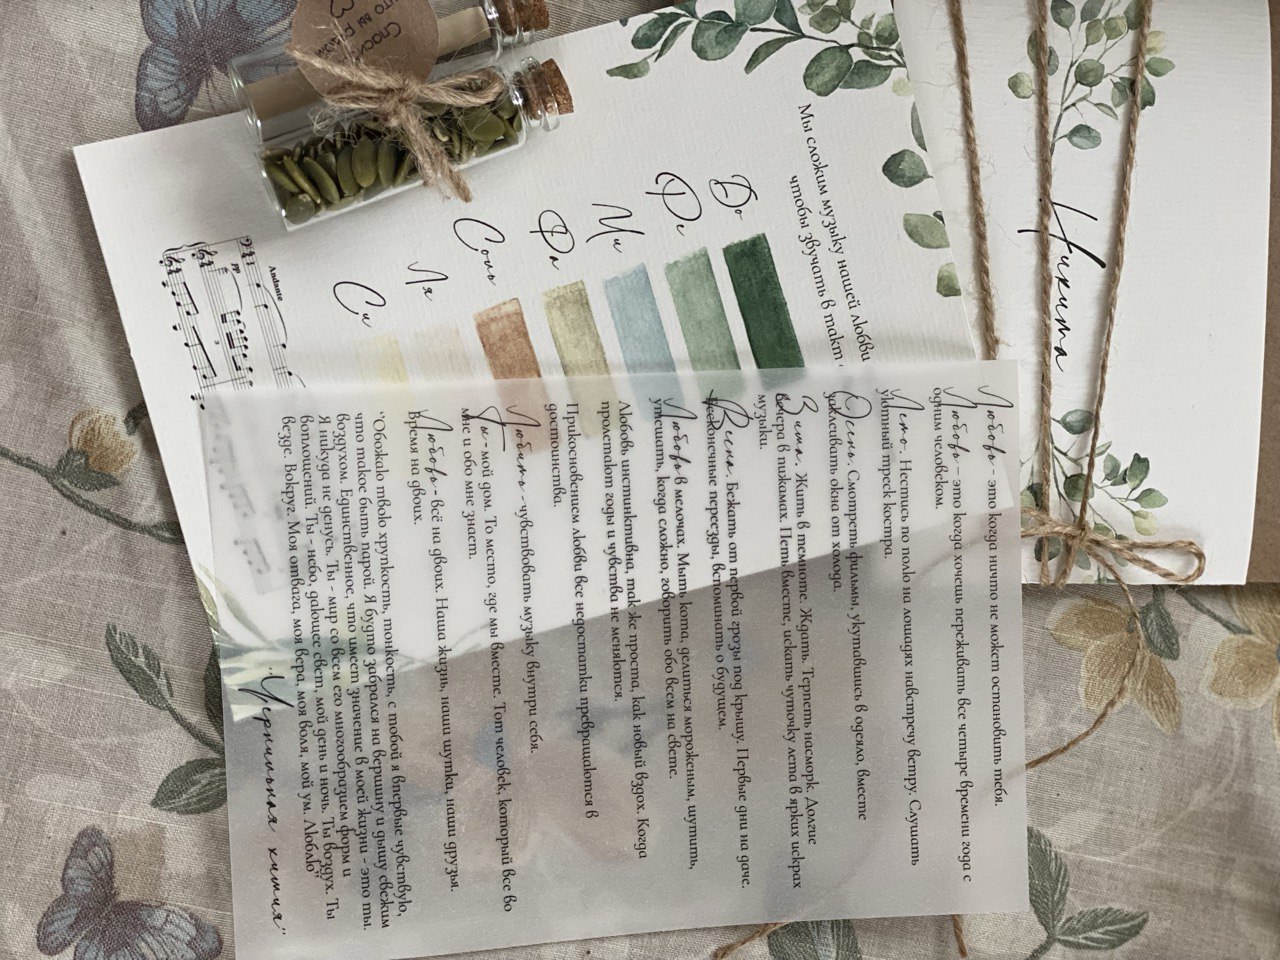 Спасибо
что вы рядом
<3
Никита
Мы сложим музыку нашей любви
чтобы звучать в такт
До
Ре
Ми
Фа
Соль
Ля
Си
Andante
pp
3
Любовь - это когда ничто не может остановить тебя.
Любовь - это когда хочешь переживать все четыре времени года с
одним человеком.
Лето. Нестись по полю на лошадях навстречу ветру. Слушать
уютный треск костра.
Осень. Смотреть фильмы, укутавшись в одеяло, вместе
заклеивать окна от холода.
Зима. Жить в темноте. Ждать. Терпеть насморк. Долгие
вечера в пижамах. Петь вместе, искать чуточку лета в ярких искрах
музыки.
Весна. Бежать от первой грозы под крышу. Первые дни на даче.
Бесконечные переезды, вспоминать о будущем.
Любовь в мелочах. Мыть кота, делиться мороженым, шутить,
утешать, когда сложно, говорить обо всем на свете.
Любовь инстинктивна, так же проста, как новый вздох. Когда
пролетают годы и чувства не меняются.
Прикосновением любви все недостатки превращаются в
достоинства.
Любить - чувствовать музыку внутри себя.
Ты - мой дом. То место, где мы вместе. Тот человек, который все во
мне и обо мне знает.
Любовь - всё на двоих. Наша жизнь, наши шутки, наши друзья.
Время на двоих.
"Обожаю твою хрупкость, тонкость, с тобой я впервые чувствую,
что такое быть парой. Я будто забрался на вершину и дышу свежим
воздухом. Единственное, что имеет значение в моей жизни - это ты.
Я никуда не денусь. Ты - мир со всем его многообразием форм и
воплощений. Ты - небо, дающее свет, мой день и ночь. Ты воздух. Ты
везде. Вокруг. Моя отвага, моя вера, моя воля, мой ум. Люблю"
"Чернильная химия"